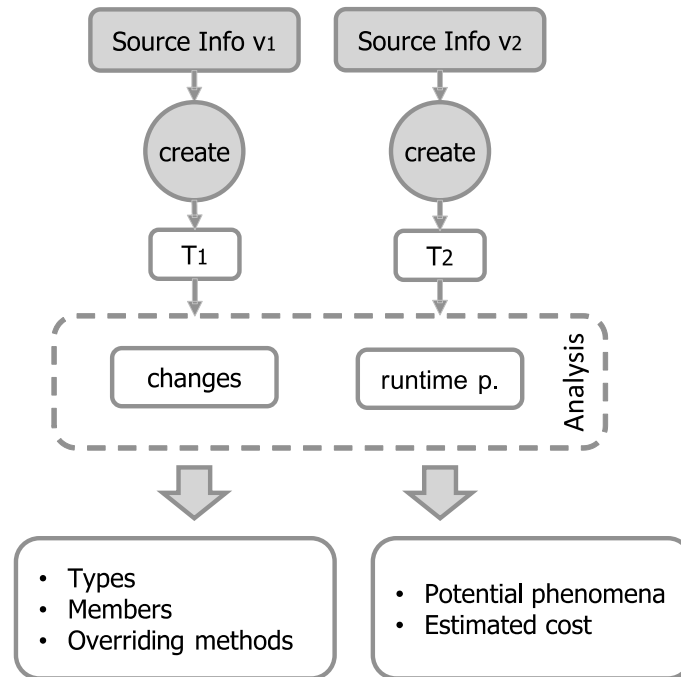 Source Info v1
Source Info v2
create
create
T1
T2
changes
runtime p.
Analysis
• Types
• Members
• Overriding methods
• Potential phenomena
• Estimated cost